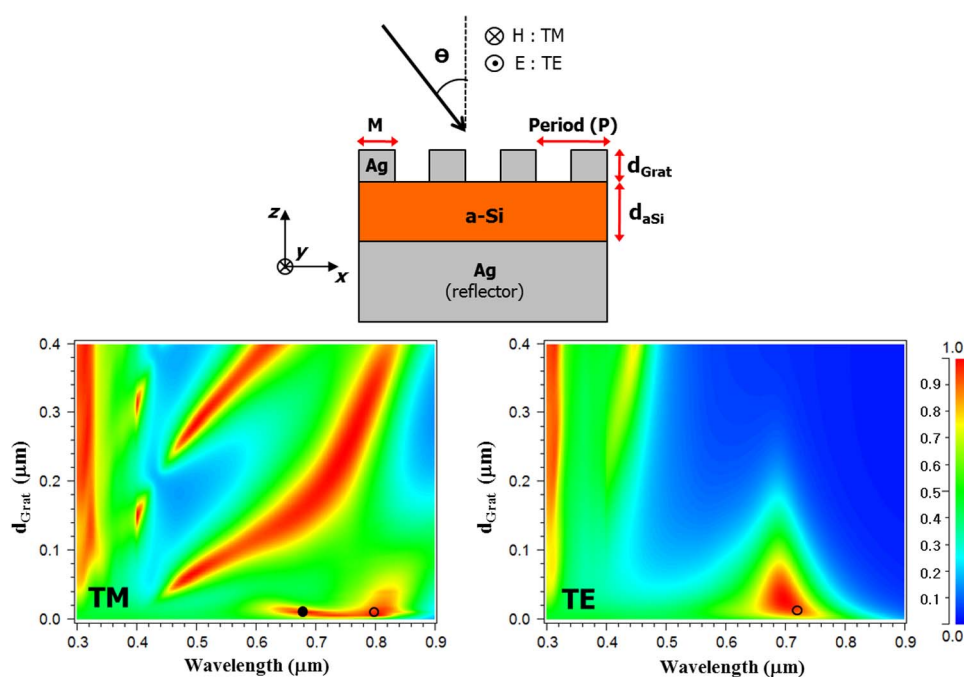 H : TM
E : TE
Θ
M
Period (P)
Ag
dGrat
a-Si
daSi
z
y
x
Ag
(reflector)
0.4
0.3
0.2
0.1
0.0
dGrat (μm)
TM
0.3 0.4 0.5 0.6 0.7 0.8 0.9
Wavelength (μm)
0.4
0.3
0.2
0.1
0.0
dGrat (μm)
TE
0.3 0.4 0.5 0.6 0.7 0.8 0.9
Wavelength (μm)
1.0
0.9
0.8
0.7
0.6
0.5
0.4
0.3
0.2
0.1
0.0